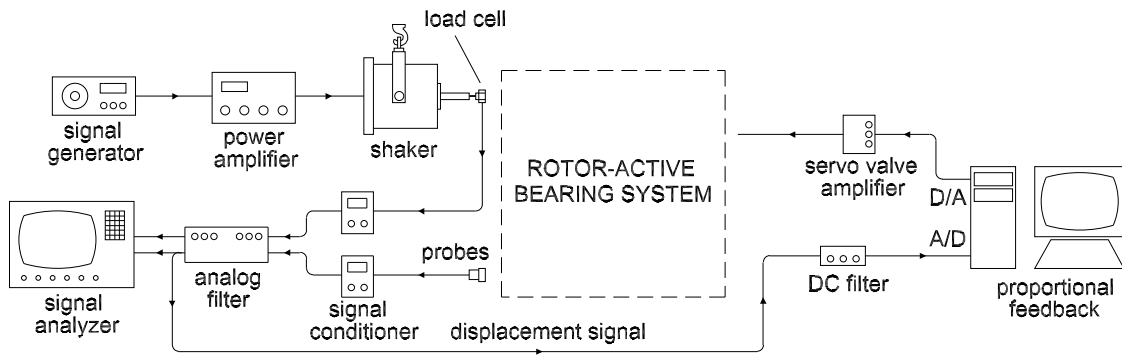 load cell
signal
generator
power
amplifier
shaker
ROTOR-ACTIVE
BEARING SYSTEM
servo valve
amplifier
D/A
A/D
probes
signal
analyzer
analog
filter
signal
conditioner
displacement signal
DC filter
proportional
feedback